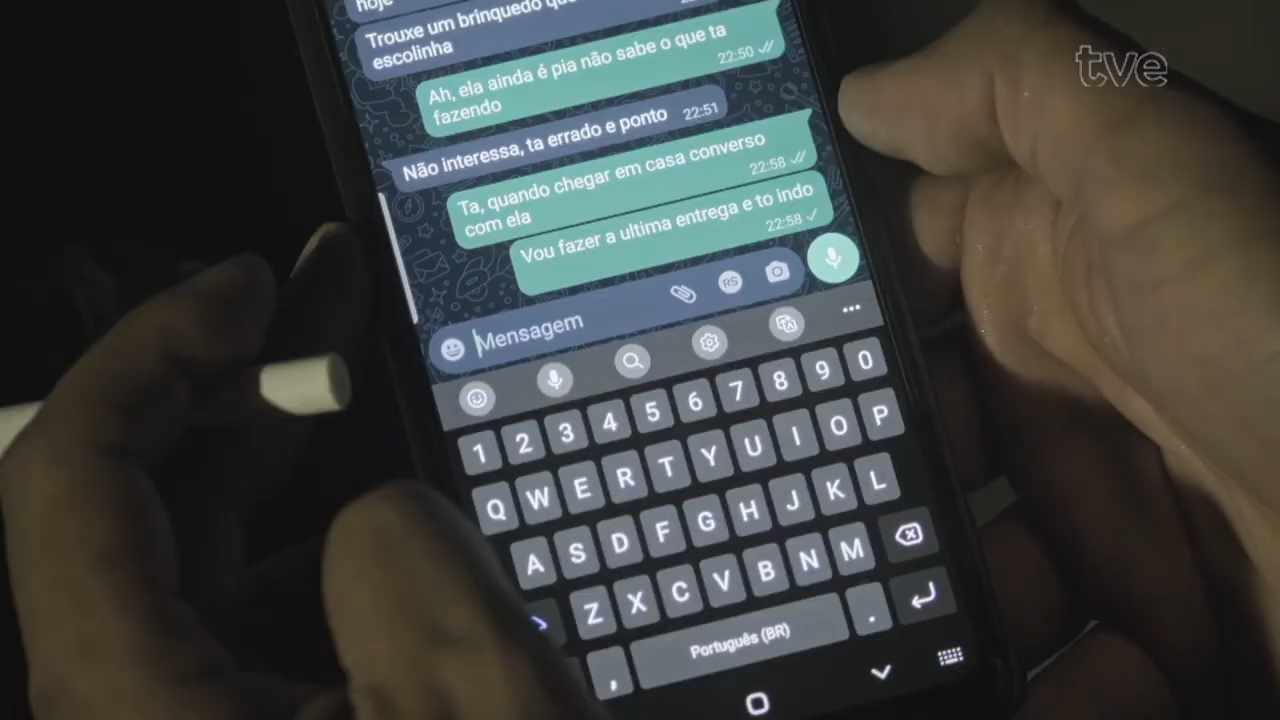 hoje
Trouxe um brinquedo que
escolinha
Ah, ela ainda é pia não sabe o que ta
fazendo
22:50
Não interessa, ta errado e ponto
22:51
Ta, quando chegar em casa converso
com ela
22:58
Vou fazer a ultima entrega e to indo
22:58
Mensagem
RS
1 2 3 4 5 6 7 8 9 0
Q W E R T Y U I O P
A S D F G H J K L
Z X C V B N M
, Português (BR) .
tve